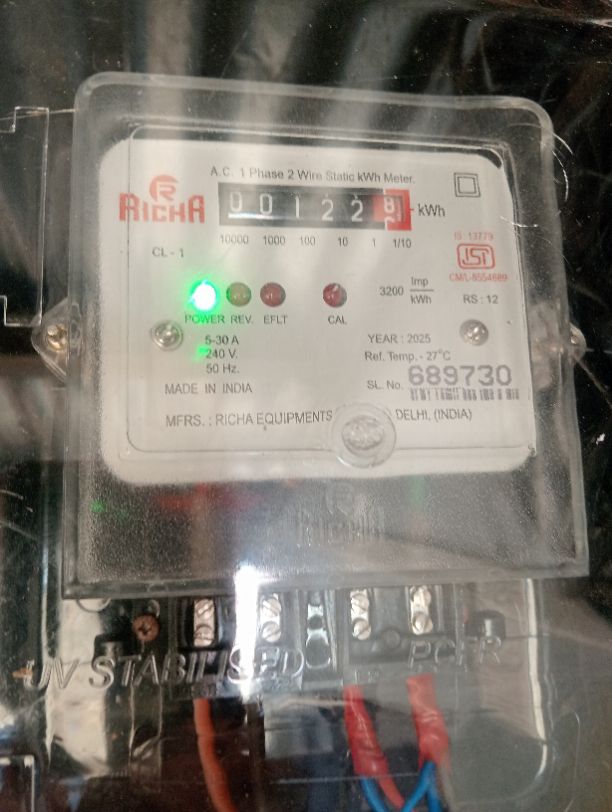 A.C. 1 Phase 2 Wire Static kWh Meter.
RICHA
0 0 1 2 2 8 kWh
10000 1000 100 10 1 1/10
CL - 1
IS: 13779
ISI
CM/L-8554689
3200 Imp/kWh
RS : 12
POWER REV. EFLT CAL
5-30 A
240 V.
50 Hz.
YEAR : 2025
Ref. Temp. - 27°C
SL. No. 689730
MADE IN INDIA
MFRS. : RICHA EQUIPMENTS DELHI, (INDIA)
RICHA
UV STABILISED